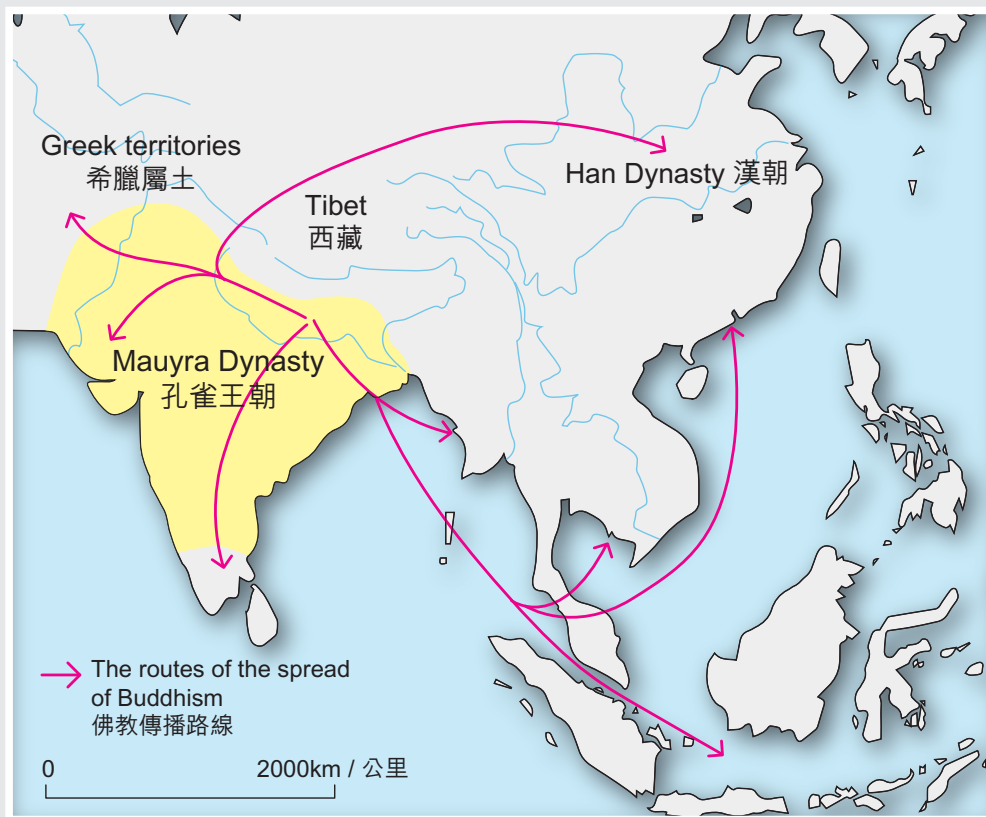 Greek territories
希臘屬土
Tibet
西藏
Han Dynasty 漢朝
Mauyra Dynasty
孔雀王朝
The routes of the spread
of Buddhism
佛教傳播路線
0 2000km / 公里